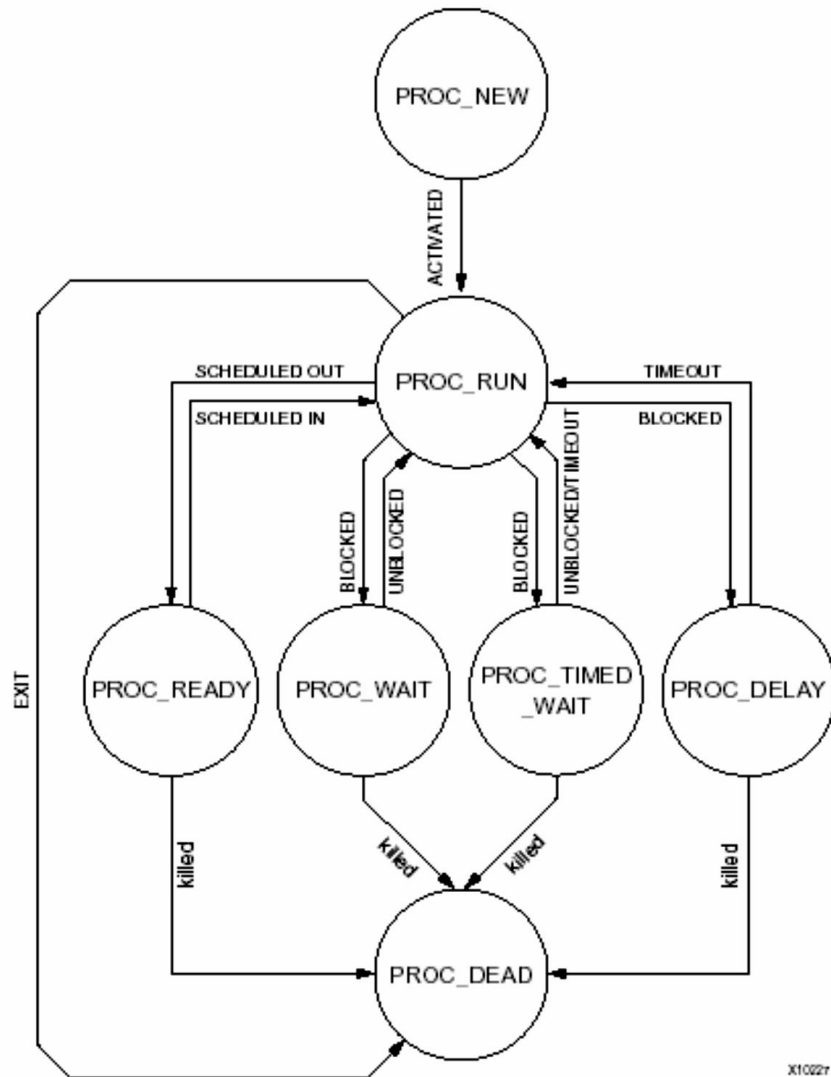 PROC_NEW
ACTIVATED
SCHEDULED OUT
PROC_RUN
TIMEOUT
SCHEDULED IN
BLOCKED
BLOCKED
UNBLOCKED
BLOCKED
UNBLOCKED/TIMEOUT
EXIT
PROC_READY
PROC_WAIT
PROC_TIMED
_WAIT
PROC_DELAY
killed
killed
killed
killed
PROC_DEAD